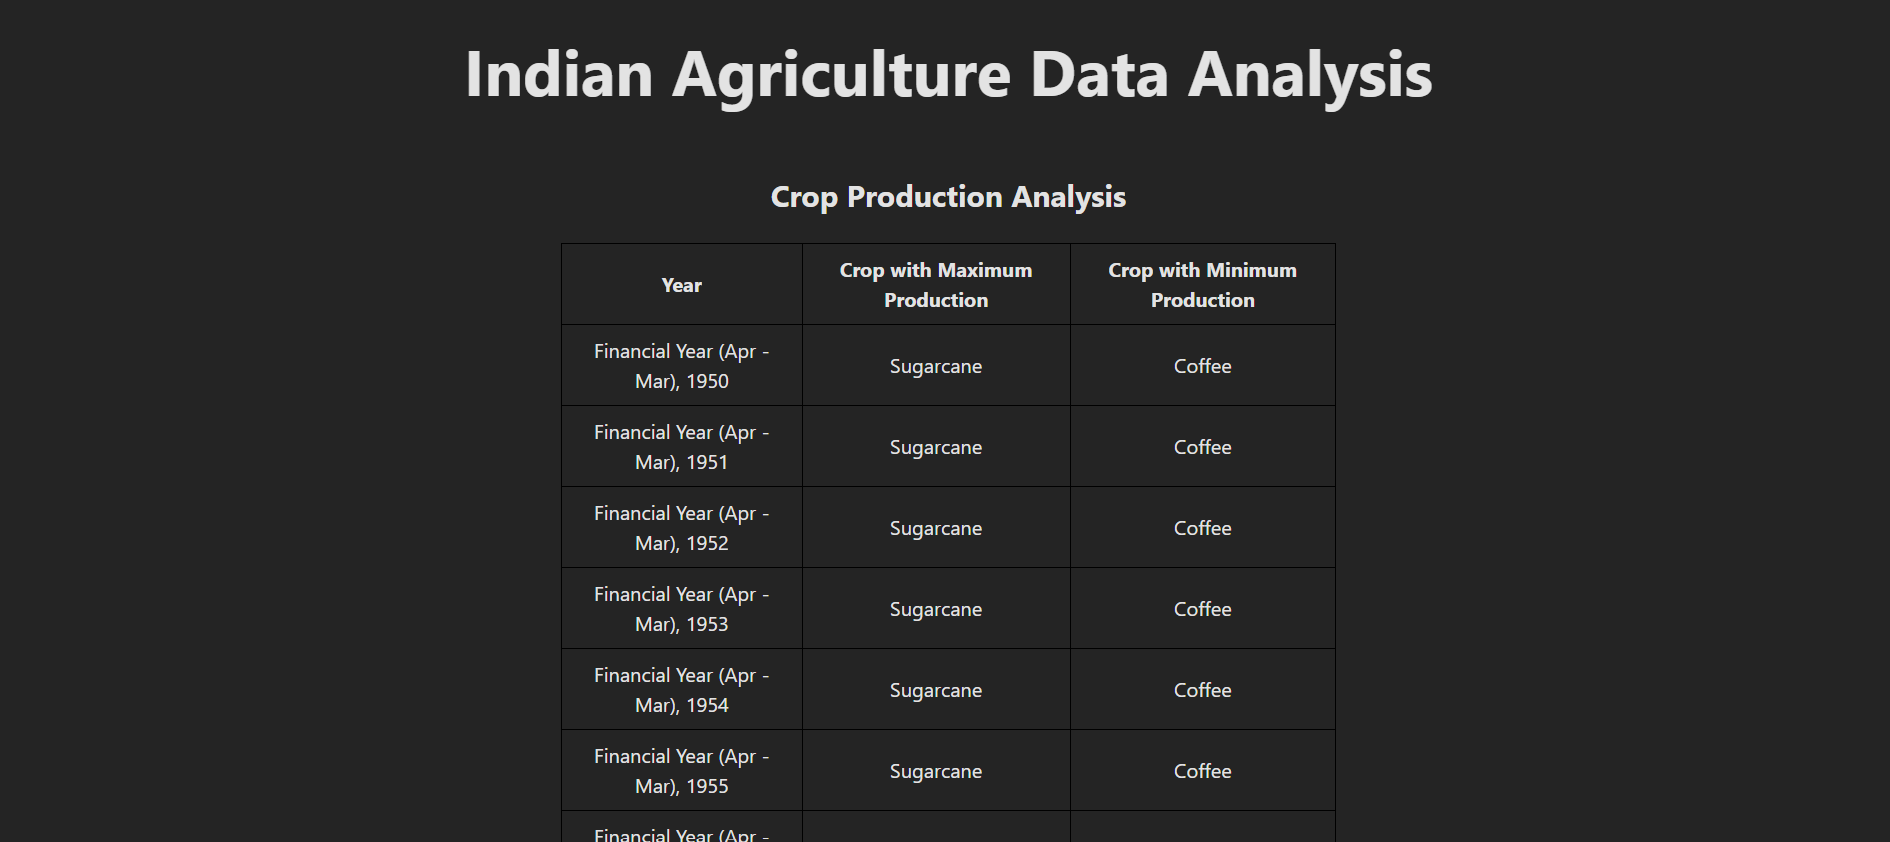 Indian Agriculture Data Analysis
Crop Production Analysis
Year
Crop with Maximum
Production
Crop with Minimum
Production
Financial Year (Apr -
Mar), 1950
Sugarcane
Coffee
Financial Year (Apr -
Mar), 1951
Sugarcane
Coffee
Financial Year (Apr -
Mar), 1952
Sugarcane
Coffee
Financial Year (Apr -
Mar), 1953
Sugarcane
Coffee
Financial Year (Apr -
Mar), 1954
Sugarcane
Coffee
Financial Year (Apr -
Mar), 1955
Sugarcane
Coffee
Financial Year (Apr -